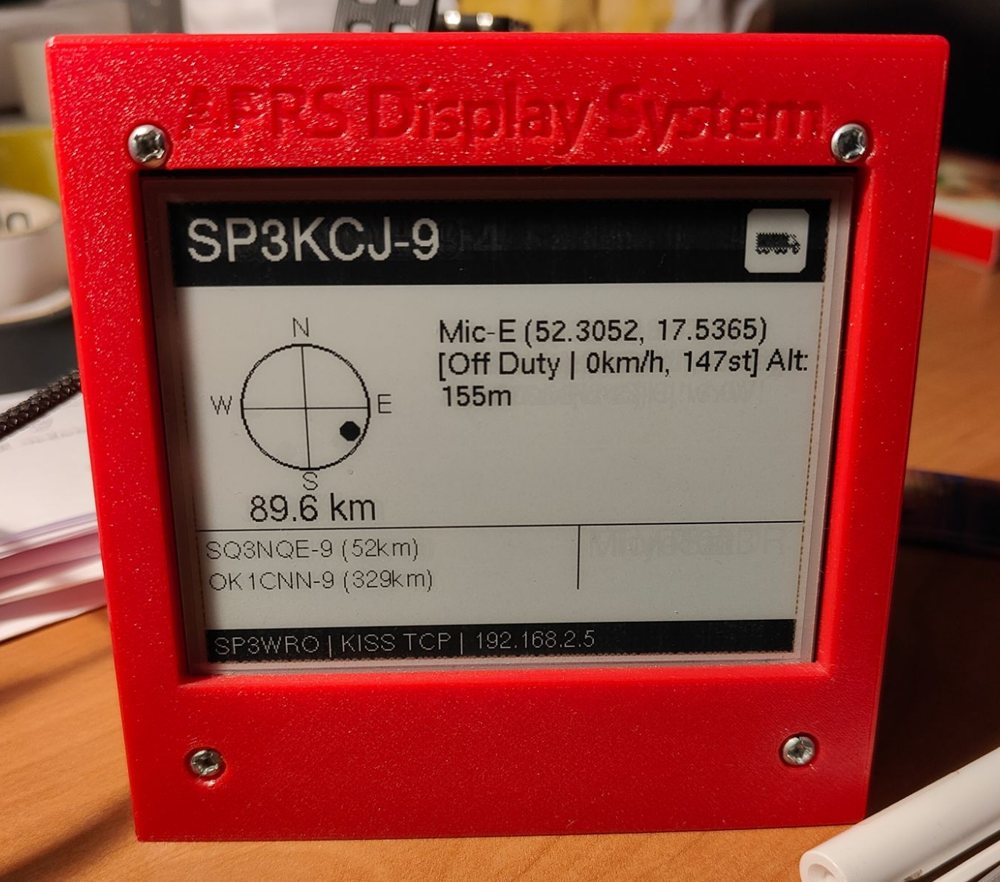 APRS Display System
SP3KCJ-9
N
W
E
S
89.6 km
Mic-E (52.3052, 17.5365)
[Off Duty | 0km/h, 147st] Alt:
155m
SQ3NQE-9 (52km)
OK1CNN-9 (329km)
SP3WRO | KISS TCP | 192.168.2.5